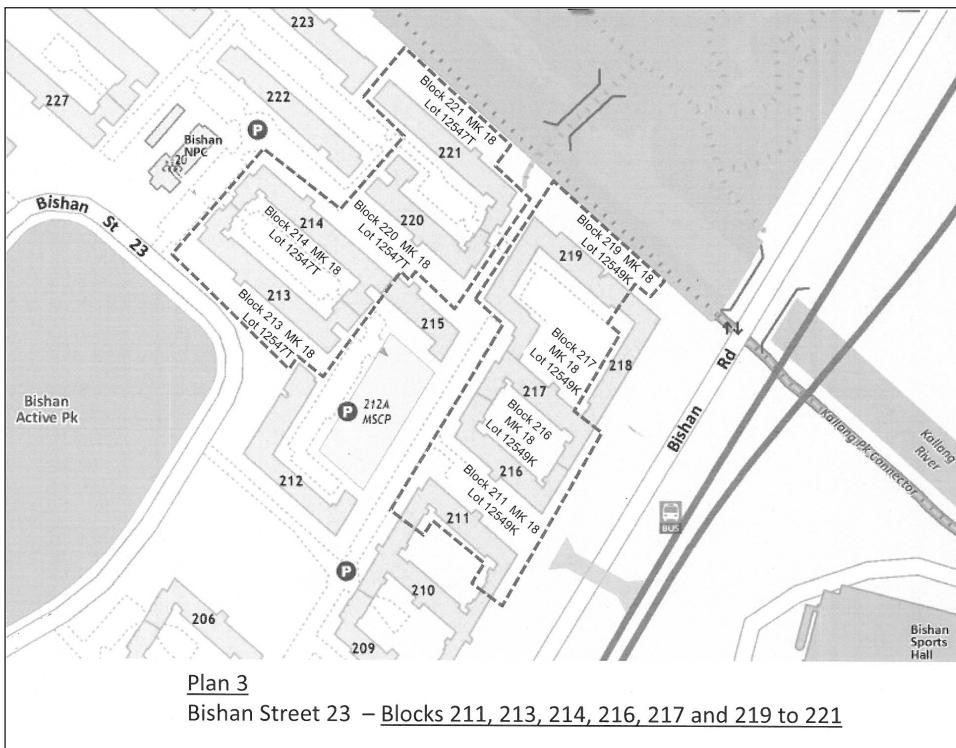 223
227
222
P
Bishan
NPC
20
Block 221 MK 18
Lot 12547T
221
Bishan St 23
214
Block 214 MK 18
Lot 12547T
220
Block 220 MK 18
Lot 12547T
Block 219 MK 18
Lot 12549K
219
213
Block 213 MK 18
Lot 12547T
215
Block 217
MK 18
Lot 12549K
218
217
Bishan Rd
Bishan
Active Pk
P
212A
MSCP
Block 216
MK 18
Lot 12549K
216
Kallang Pk Connector
Kallang
River
212
Block 211 MK 18
Lot 12549K
211
BUS
P
210
206
209
Bishan
Sports
Hall
Plan 3
Bishan Street 23 – Blocks 211, 213, 214, 216, 217 and 219 to 221